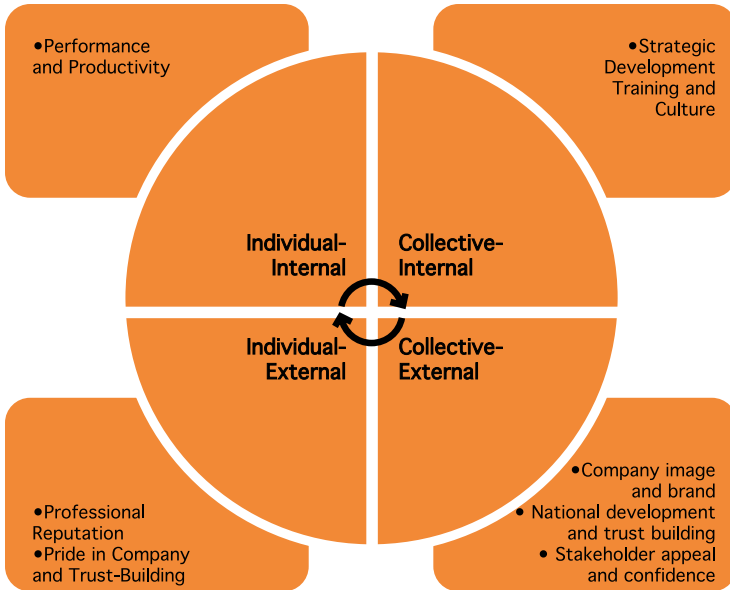 •Performance
and Productivity
•Strategic
Development
Training and
Culture
Individual-
Internal
Collective-
Internal
Individual-
External
Collective-
External
•Professional
Reputation
•Pride in Company
and Trust-Building
•Company image
and brand
• National development
and trust building
• Stakeholder appeal
and confidence